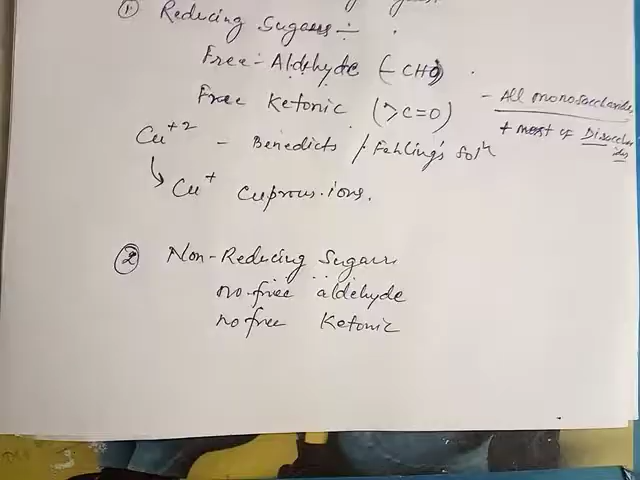 ① Reducing Sugars ÷
Free-Aldehyde (-CHO)
Free Ketonic (>C=O)
- All monosaccharides
+ most of Disaccharides
Cu+2 - Benedicts / Fehling's Solⁿ
↳ Cu+ Cuprous ions.
② Non-Reducing Sugars
no-free aldehyde
no free Ketonic